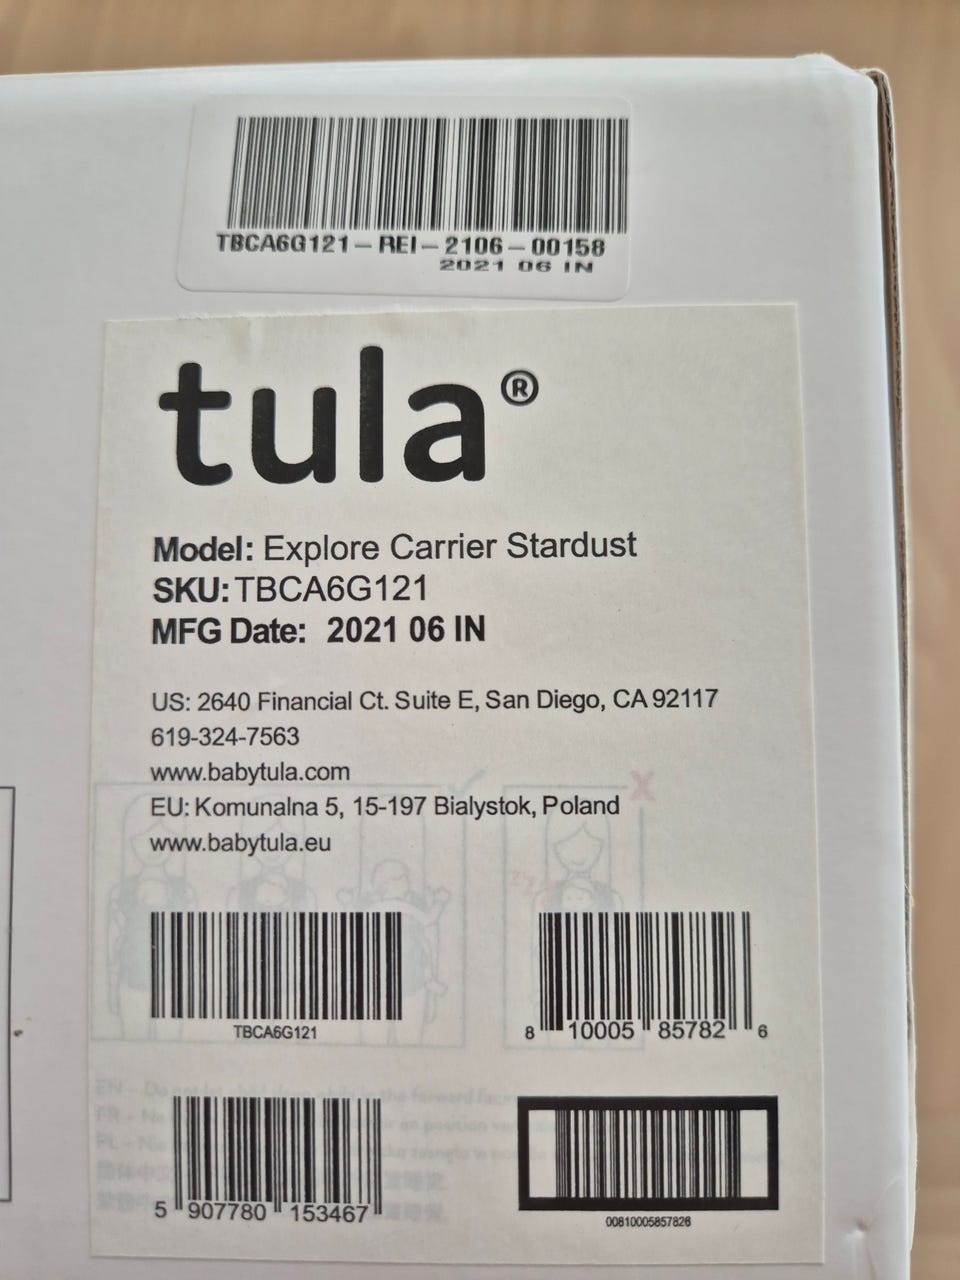 TBCA6G121-REI-2106-00158
2021 06 IN
tula®
Model: Explore Carrier Stardust
SKU: TBCA6G121
MFG Date: 2021 06 IN
US: 2640 Financial Ct. Suite E, San Diego, CA 92117
619-324-7563
www.babytula.com
EU: Komunalna 5, 15-197 Bialystok, Poland
www.babytula.eu
TBCA6G121
8 10005 85782 6
5 907780 153467
00810005857826